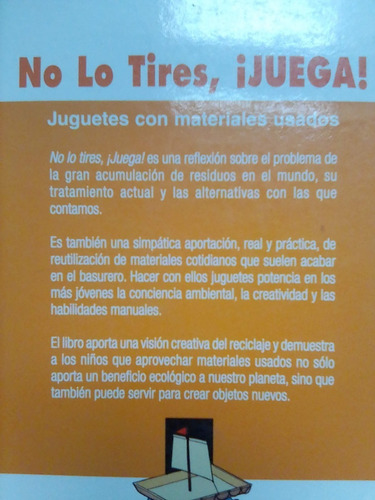 No Lo Tires, ¡JUEGA!
Juguetes con materiales usados
No lo tires, ¡Juega! es una reflexión sobre el problema de
la gran acumulación de residuos en el mundo, su
tratamiento actual y las alternativas con las que
contamos.
Es también una simpática aportación, real y práctica, de
reutilización de materiales cotidianos que suelen acabar
en el basurero. Hacer con ellos juguetes potencia en los
más jóvenes la conciencia ambiental, la creatividad y las
habilidades manuales.
El libro aporta una visión creativa del reciclaje y demuestra
a los niños que aprovechar materiales usados no sólo
aporta un beneficio ecológico a nuestro planeta, sino que
también puede servir para crear objetos nuevos.